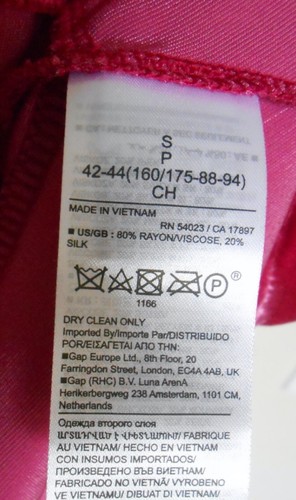 S
P
42-44(160/175-88-94)
CH
MADE IN VIETNAM
RN 54023 / CA 17897
■US/GB: 80% RAYON/VISCOSE, 20%
SILK
P®
1166
DRY CLEAN ONLY
Imported By/Importe Par/DISTRIBUIDO
POR/ΕΙΣΑΓΕΤΑΙ ΑΠΟ ΤΗΝ:
■Gap Europe Ltd., 8th Floor, 20
Farringdon Street, London, EC4A 4AB, UK
■Gap (RHC) B.V. Luna ArenA
Herikerbergweg 238 Amsterdam, 1101 CM,
Netherlands
Одежда второго слоя
ԱՐՏԱԴՐՎԱԾ Է ՎԻԵՏՆԱՄՈՒՄ/ FABRIQUE
AU VIETNAM/ HECHO EN VIETNAM
CON INSUMOS IMPORTADOS/
ПРОИЗВЕДЕНО ВЪВ ВИЕТНАМ/
FABRICADO NO VIETNÃ/ VYROBENO
VE VIETNAMU/ DIBUAT DI VIETNAM/